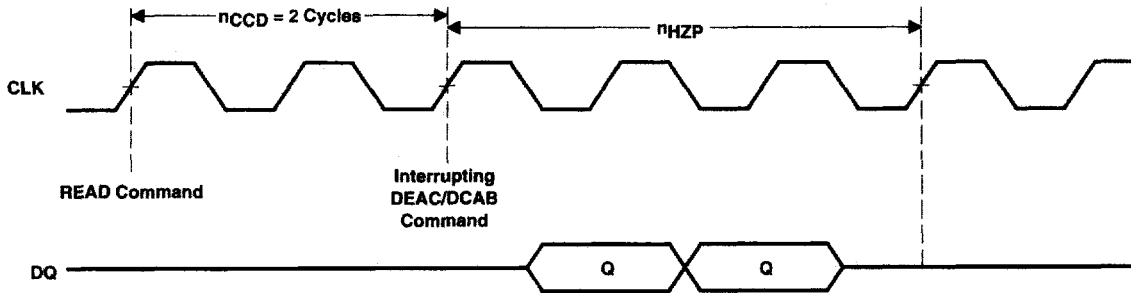 nCCD = 2 Cycles
nHZP
CLK
READ Command
Interrupting
DEAC/DCAB
Command
DQ
Q
Q